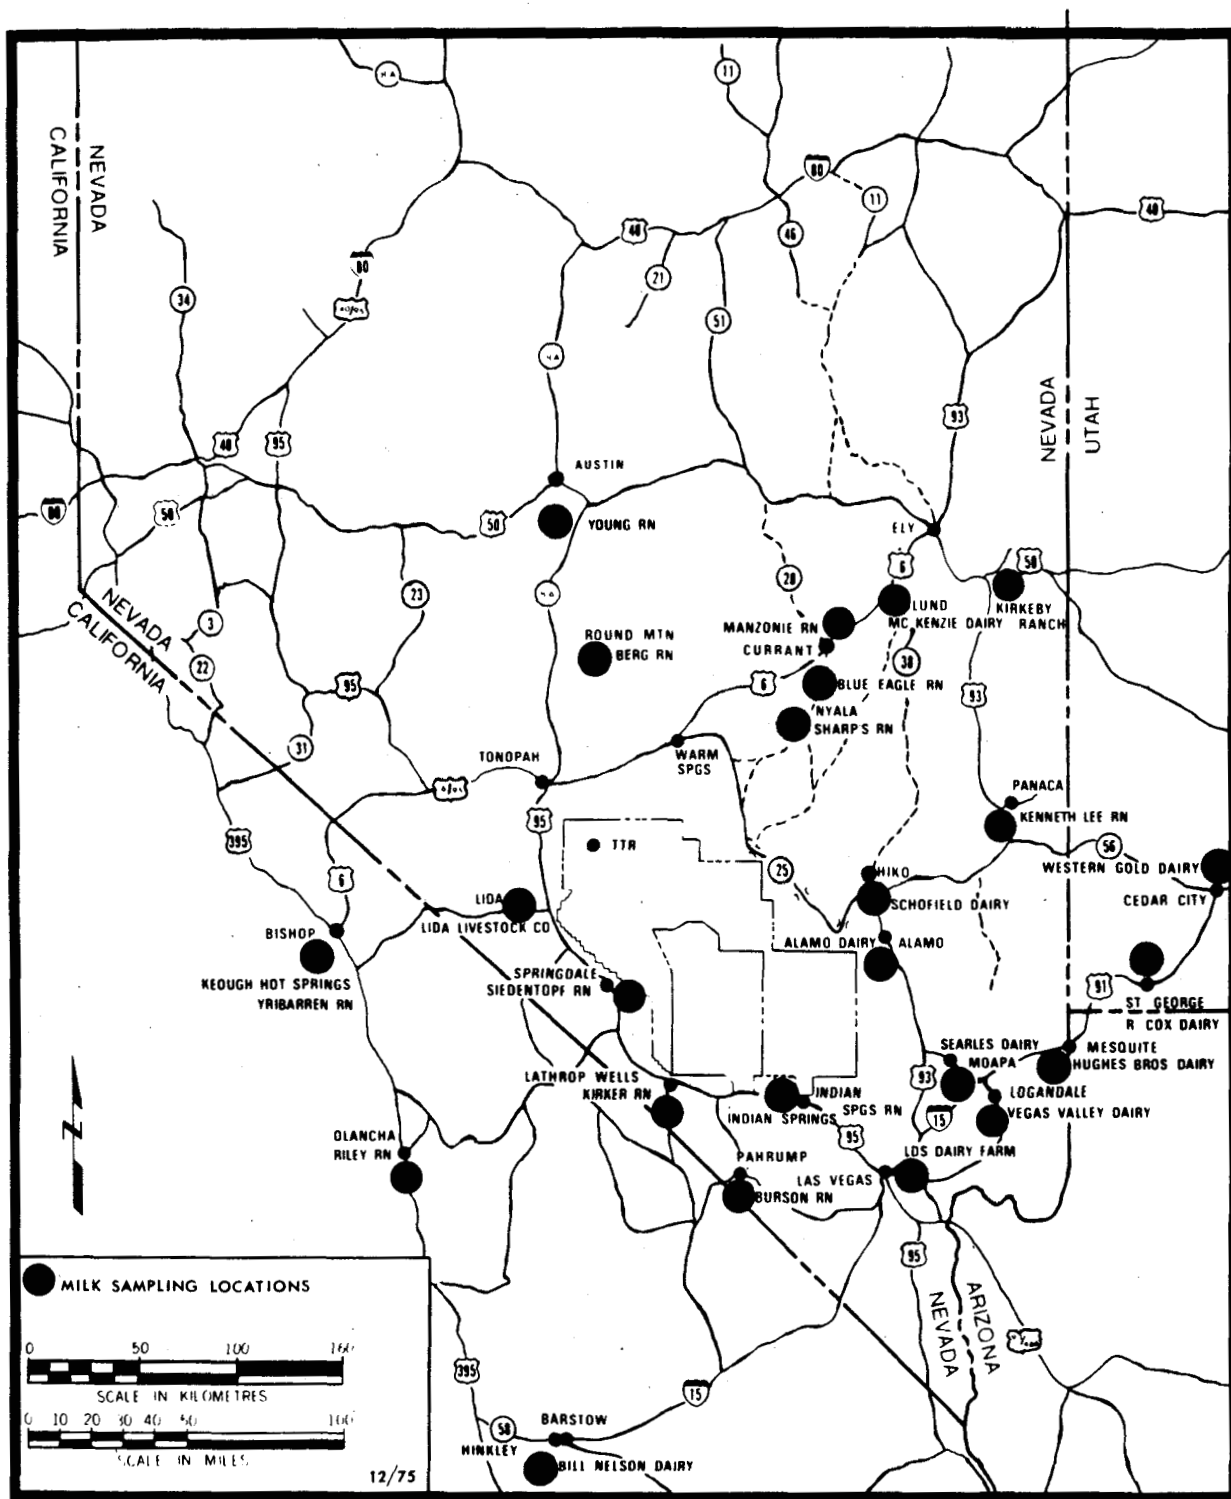 11
NEVADA
CALIFORNIA
80
11
40
40
46
21
34
80
40/95
51
NEVADA
UTAH
93
40
95
AUSTIN
80
50
50
YOUNG RN
ELY
6
50
28
23
NEVADA
CALIFORNIA
3
LUND
MC KENZIE DAIRY
KIRKEBY
RANCH
MANZONIE RN
CURRANT
ROUND MTN
BERG RN
38
22
95
6
BLUE EAGLE RN
93
NYALA
SHARP'S RN
31
TONOPAH
WARM
SPGS
PANACA
KENNETH LEE RN
395
95
TTR
56
WESTERN GOLD DAIRY
6
25
HIKO
CEDAR CITY
LIDA
LIDA LIVESTOCK CO
SCHOFIELD DAIRY
BISHOP
ALAMO DAIRY
ALAMO
KEOUGH HOT SPRINGS
YRIBARREN RN
SPRINGDALE
SIEDENTOPF RN
91
ST GEORGE
R COX DAIRY
SEARLES DAIRY
MOAPA
MESQUITE
HUGHES BROS DAIRY
LATHROP WELLS
KIRKER RN
93
INDIAN
SPGS RN
INDIAN SPRINGS
LOGANDALE
VEGAS VALLEY DAIRY
15
N
95
OLANCHA
RILEY RN
LDS DAIRY FARM
PAHRUMP
LAS VEGAS
BURSON RN
95
MILK SAMPLING LOCATIONS
ARIZONA
NEVADA
0 50 100 160
SCALE IN KILOMETRES
395
15
0 10 20 30 40 60 100
SCALE IN MILES
58
BARSTOW
HINKLEY
BILL NELSON DAIRY
12/75